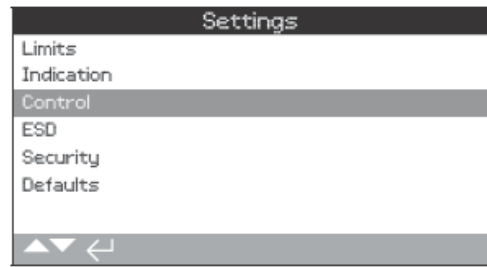 Settings
Limits
Indication
Control
ESD
Security
Defaults